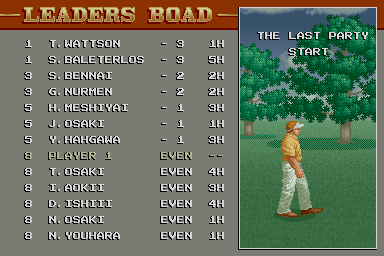 LEADERS BOAD
1 T.WATTSON - 3 1H
1 S.BALETERLOS - 3 5H
3 S.BENNAI - 2 2H
3 G.NURMEN - 2 2H
5 H.MESHIYAI - 1 3H
5 J.OSAKI - 1 1H
5 Y.HAHGAWA - 1 3H
8 PLAYER 1 EVEN --
8 T.OSAKI EVEN 4H
8 I.AOKII EVEN 3H
8 D.ISHIII EVEN 4H
8 N.OSAKI EVEN 1H
8 N.YOUHARA EVEN 1H
THE LAST PARTY
START